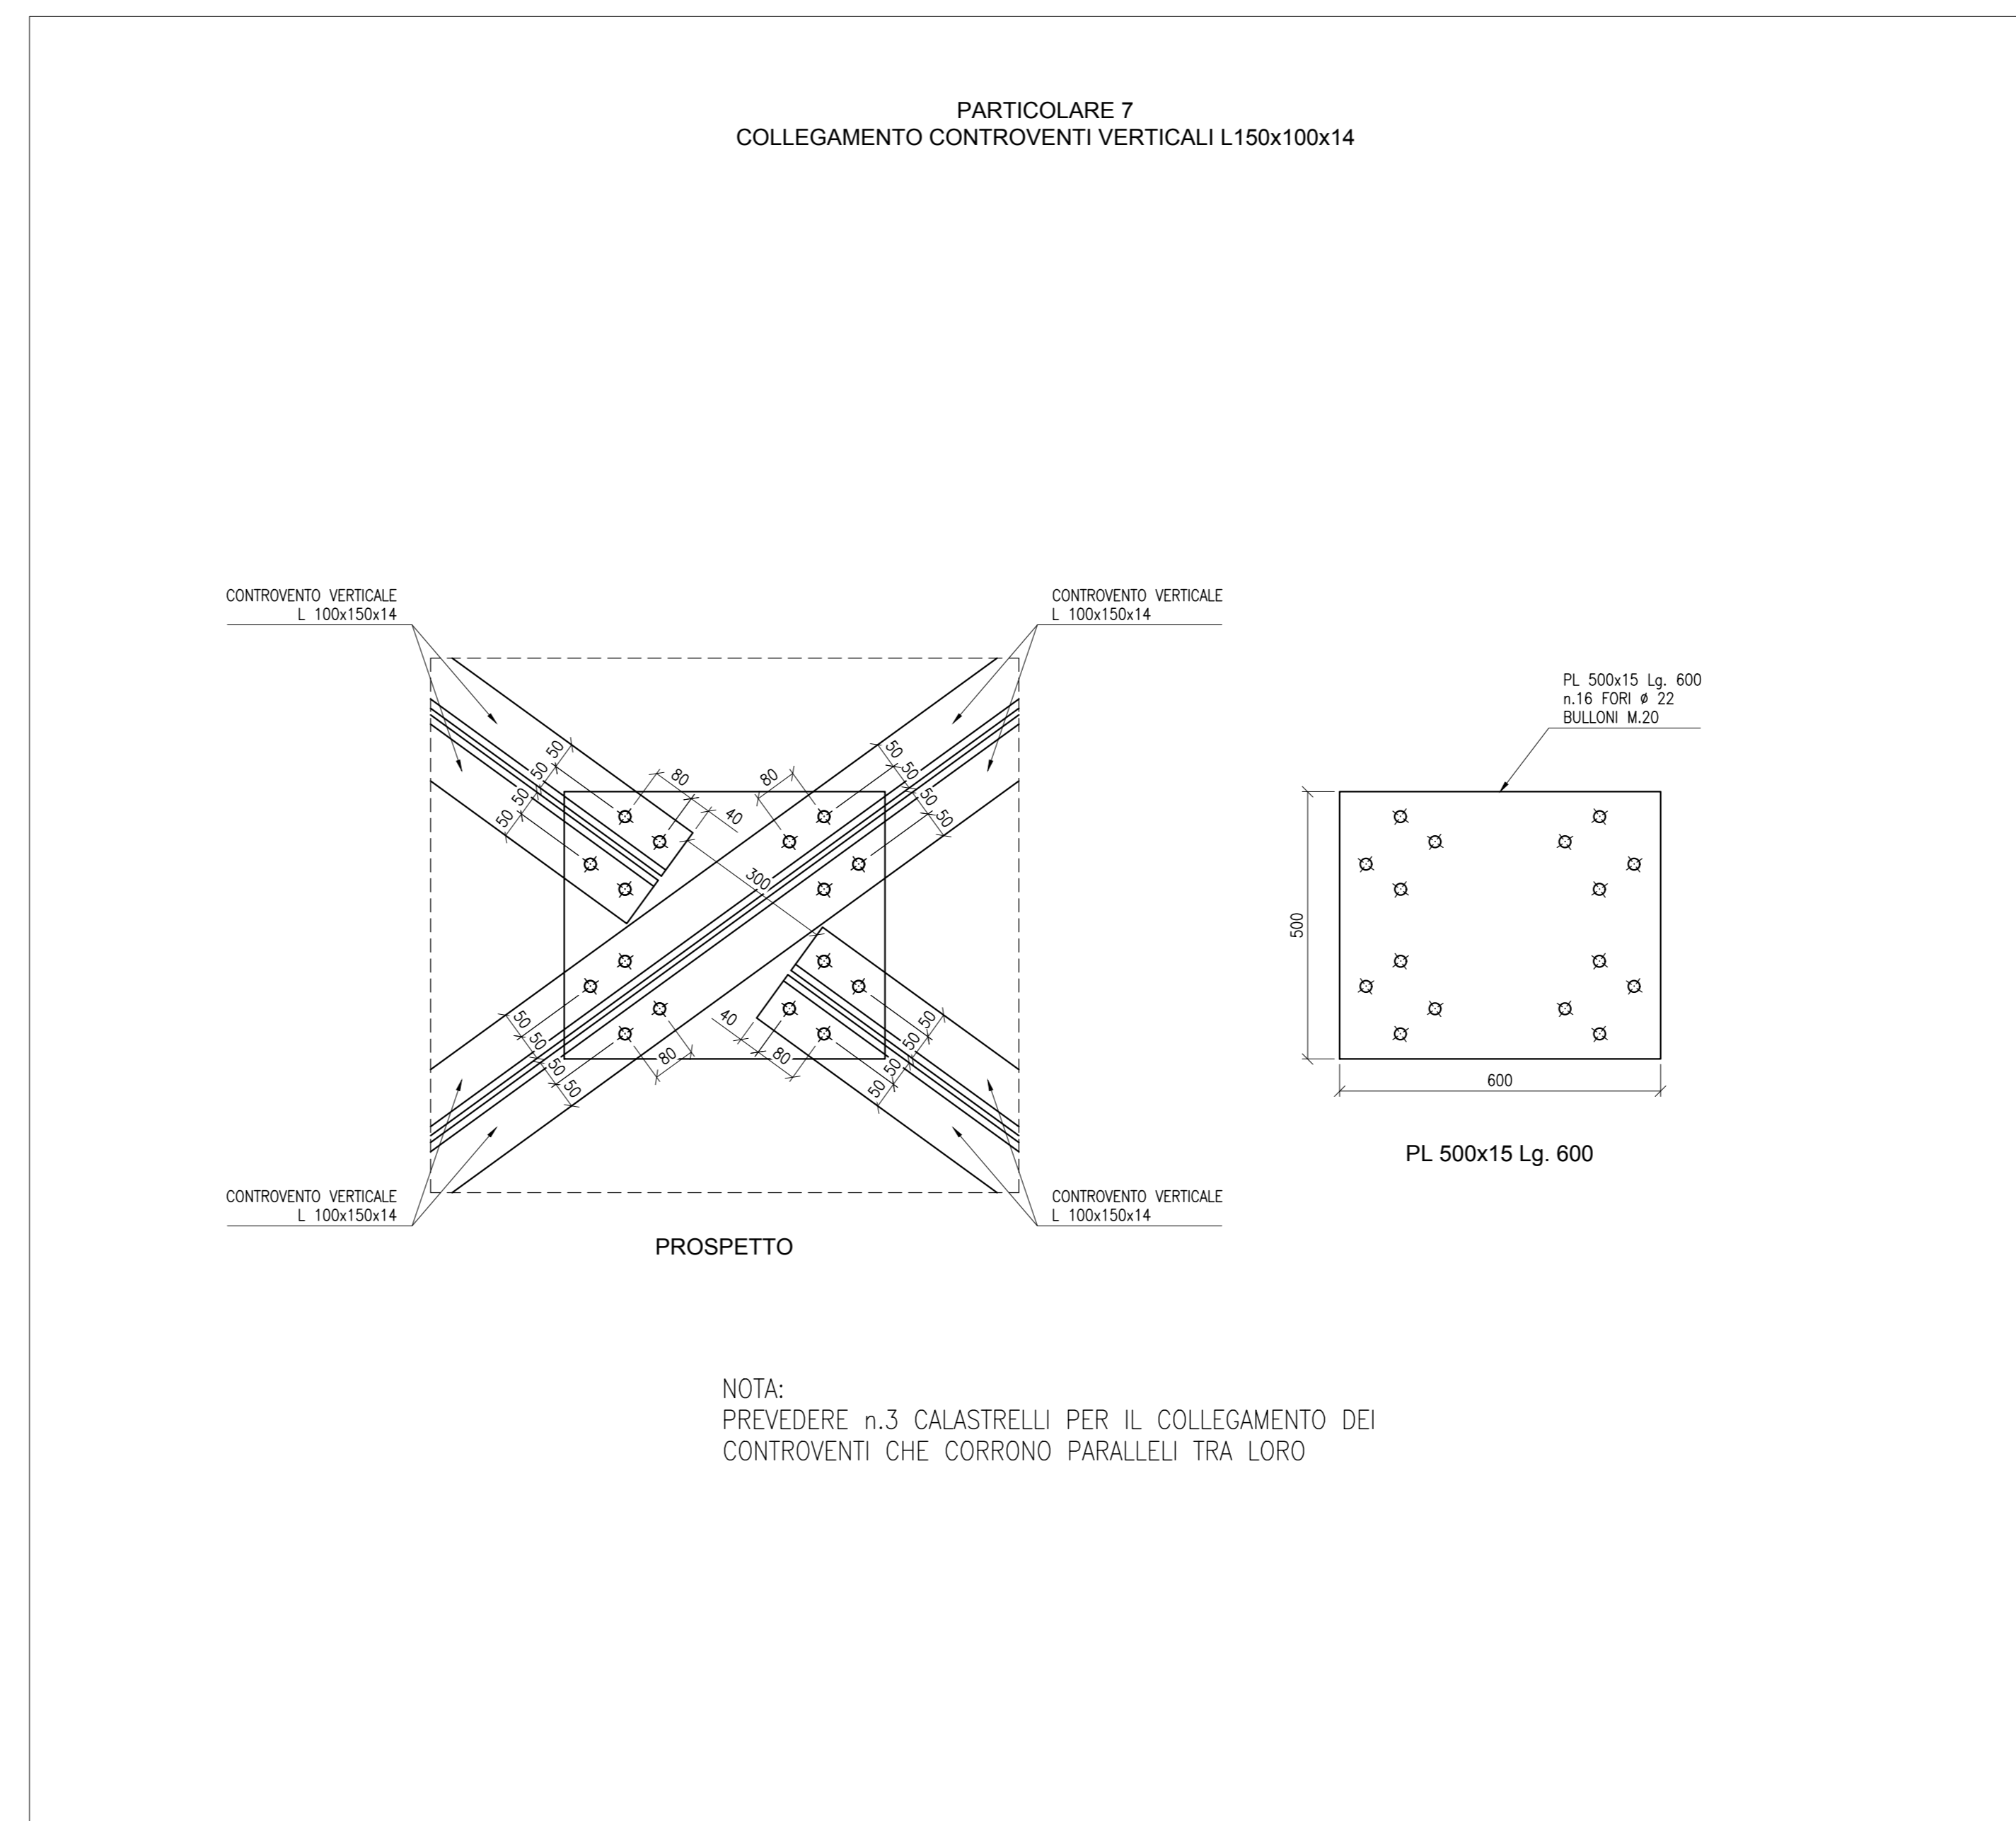 PARTICOLARE 7
COLLEGAMENTO CONTROVENTI VERTICALI L150x100x14
CONTROVENTO VERTICALE
L 100x150x14
CONTROVENTO VERTICALE
L 100x150x14
PL 500x15 Lg. 600
n.16 FORI ø 22
BULLONI M.20
50
50
50
50
80
40
80
50
50
50
50
300
50
50
50
50
80
40
80
50
50
50
50
500
600
PL 500x15 Lg. 600
CONTROVENTO VERTICALE
L 100x150x14
CONTROVENTO VERTICALE
L 100x150x14
PROSPETTO
NOTA:
PREVEDERE n.3 CALASTRELLI PER IL COLLEGAMENTO DEI
CONTROVENTI CHE CORRONO PARALLELI TRA LORO